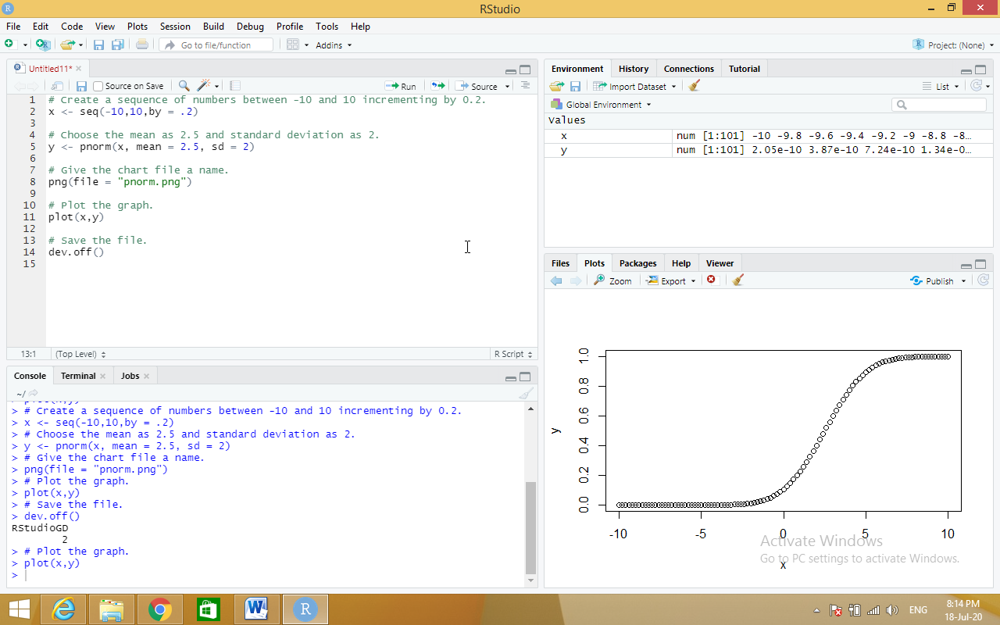 RStudio
File Edit Code View Plots Session Build Debug Profile Tools Help
Go to file/function Addins Project: (None)
Untitled11*
Source on Save Run Source
1 # Create a sequence of numbers between -10 and 10 incrementing by 0.2.
2 x <- seq(-10,10,by = .2)
3
4 # Choose the mean as 2.5 and standard deviation as 2.
5 y <- pnorm(x, mean = 2.5, sd = 2)
6
7 # Give the chart file a name.
8 png(file = "pnorm.png")
9
10 # Plot the graph.
11 plot(x,y)
12
13 # Save the file.
14 dev.off()
15
13:1 (Top Level) R Script
Console Terminal Jobs
~/
> plot(x,y)
> # Create a sequence of numbers between -10 and 10 incrementing by 0.2.
> x <- seq(-10,10,by = .2)
> # Choose the mean as 2.5 and standard deviation as 2.
> y <- pnorm(x, mean = 2.5, sd = 2)
> # Give the chart file a name.
> png(file = "pnorm.png")
> # Plot the graph.
> plot(x,y)
> # Save the file.
> dev.off()
RStudioGD
2
> # Plot the graph.
> plot(x,y)
>
Environment History Connections Tutorial
Import Dataset List
Global Environment
Values
x num [1:101] -10 -9.8 -9.6 -9.4 -9.2 -9 -8.8 -8…
y num [1:101] 2.05e-10 3.87e-10 7.24e-10 1.34e-0…
Files Plots Packages Help Viewer
Zoom Export Publish
1.0
0.8
0.6
y
0.4
0.2
0.0
-10 -5 0 5 10
x
Activate Windows
Go to PC settings to activate Windows.
ENG
8:14 PM
18-Jul-20